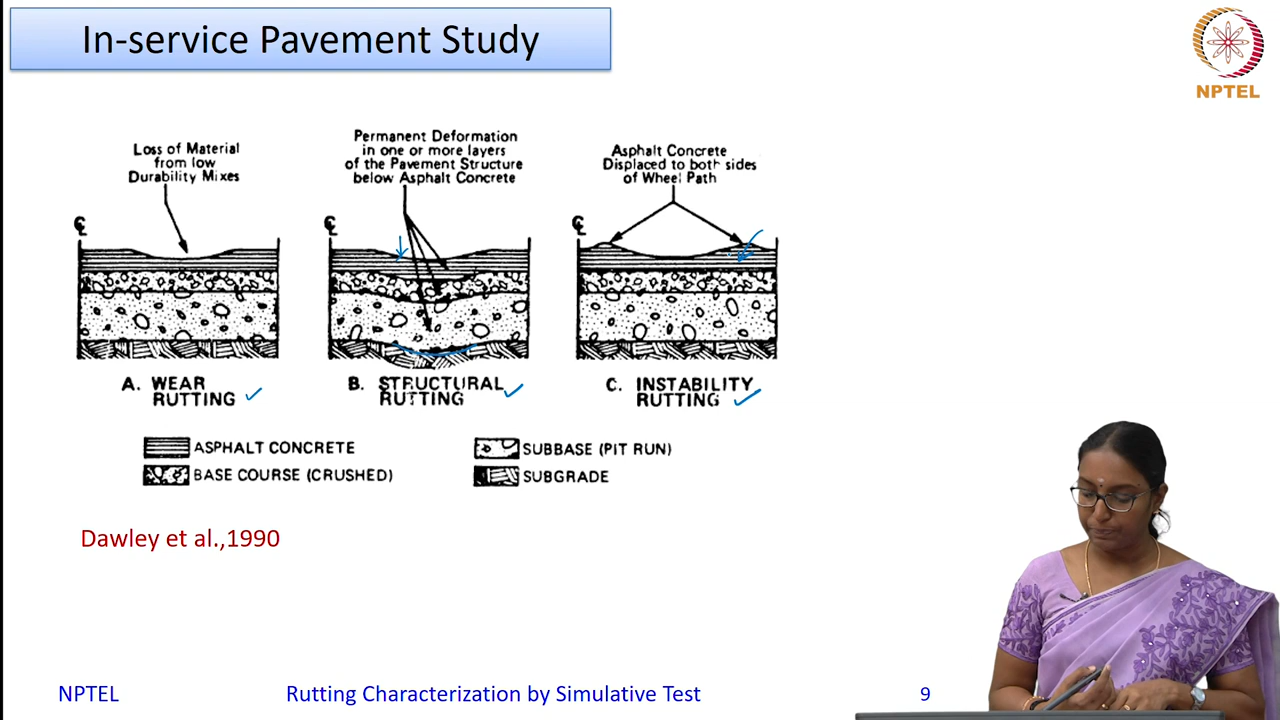 In-service Pavement Study
NPTEL
Loss of Material
from low
Durability Mixes
Permanent Deformation
in one or more layers
of the Pavement Structure
below Asphalt Concrete
Asphalt Concrete
Displaced to both sides
of Wheel Path
℄
℄
℄
A. WEAR
RUTTING
B. STRUCTURAL
RUTTING
C. INSTABILITY
RUTTING
ASPHALT CONCRETE
SUBBASE (PIT RUN)
BASE COURSE (CRUSHED)
SUBGRADE
Dawley et al.,1990
NPTEL
Rutting Characterization by Simulative Test
9